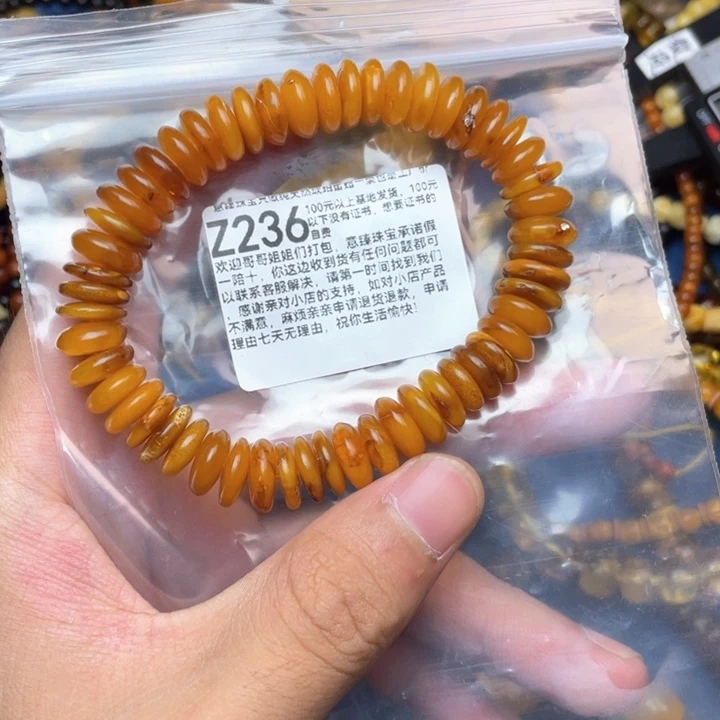 Z236
100元以上基地发货，100元
以下没有证书，想要证书的
自费
欢迎哥哥姐姐们打包，意臻珠宝承诺假
一陪十，你这边收到货有任何问题都可
以联系客服解决，请第一时间找到我们
，感谢亲对小店的支持，如对小店产品
不满意，麻烦亲亲申请退货退款，申请
理由七天无理由，祝你生活愉快！